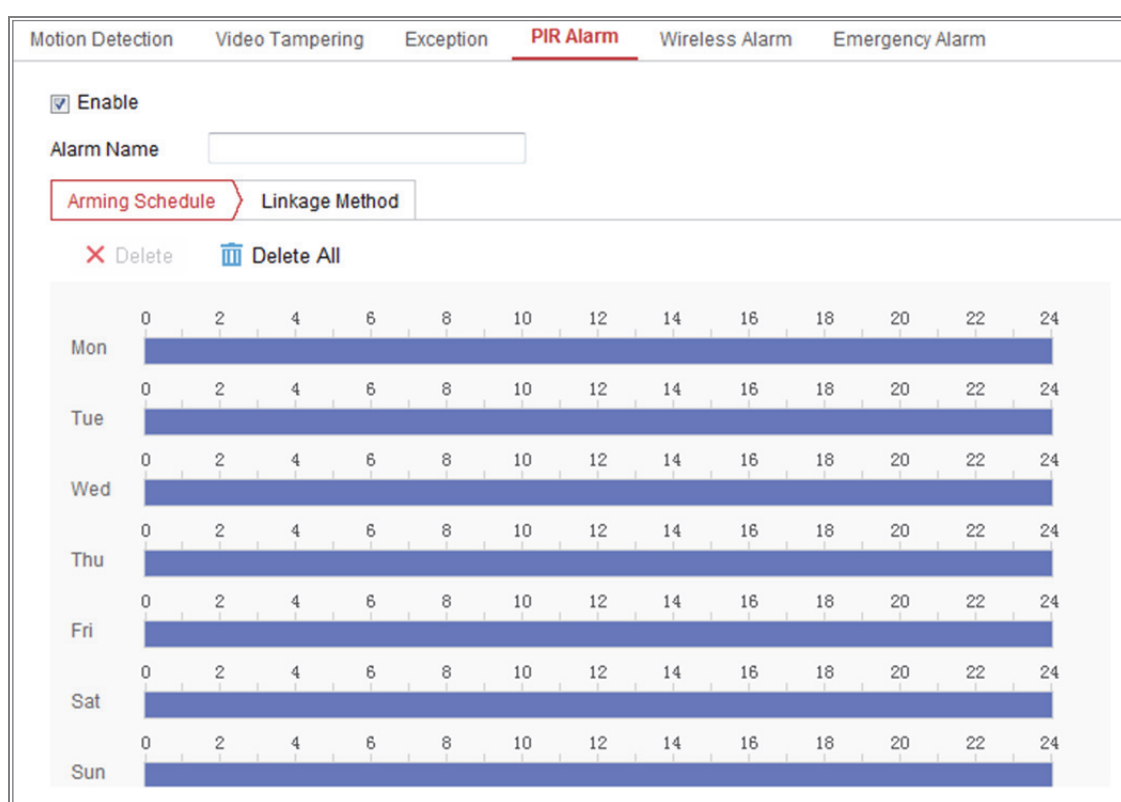 Motion Detection Video Tampering Exception PIR Alarm Wireless Alarm Emergency Alarm
Enable
Alarm Name
Arming Schedule Linkage Method
Delete Delete All
0 2 4 6 8 10 12 14 16 18 20 22 24
Mon
0 2 4 6 8 10 12 14 16 18 20 22 24
Tue
0 2 4 6 8 10 12 14 16 18 20 22 24
Wed
0 2 4 6 8 10 12 14 16 18 20 22 24
Thu
0 2 4 6 8 10 12 14 16 18 20 22 24
Fri
0 2 4 6 8 10 12 14 16 18 20 22 24
Sat
0 2 4 6 8 10 12 14 16 18 20 22 24
Sun